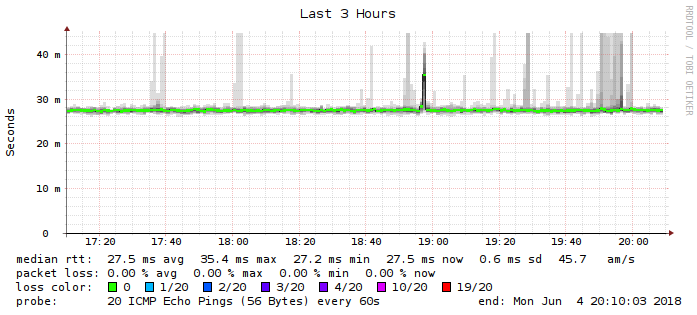 Last 3 Hours
RRDTOOL / TOBI OETIKER
Seconds
40 m
30 m
20 m
10 m
0
17:20 17:40 18:00 18:20 18:40 19:00 19:20 19:40 20:00
median rtt: 27.5 ms avg 35.4 ms max 27.2 ms min 27.5 ms now 0.6 ms sd 45.7 am/s
packet loss: 0.00 % avg 0.00 % max 0.00 % min 0.00 % now
loss color: 0 1/20 2/20 3/20 4/20 10/20 19/20
probe: 20 ICMP Echo Pings (56 Bytes) every 60s end: Mon Jun 4 20:10:03 2018